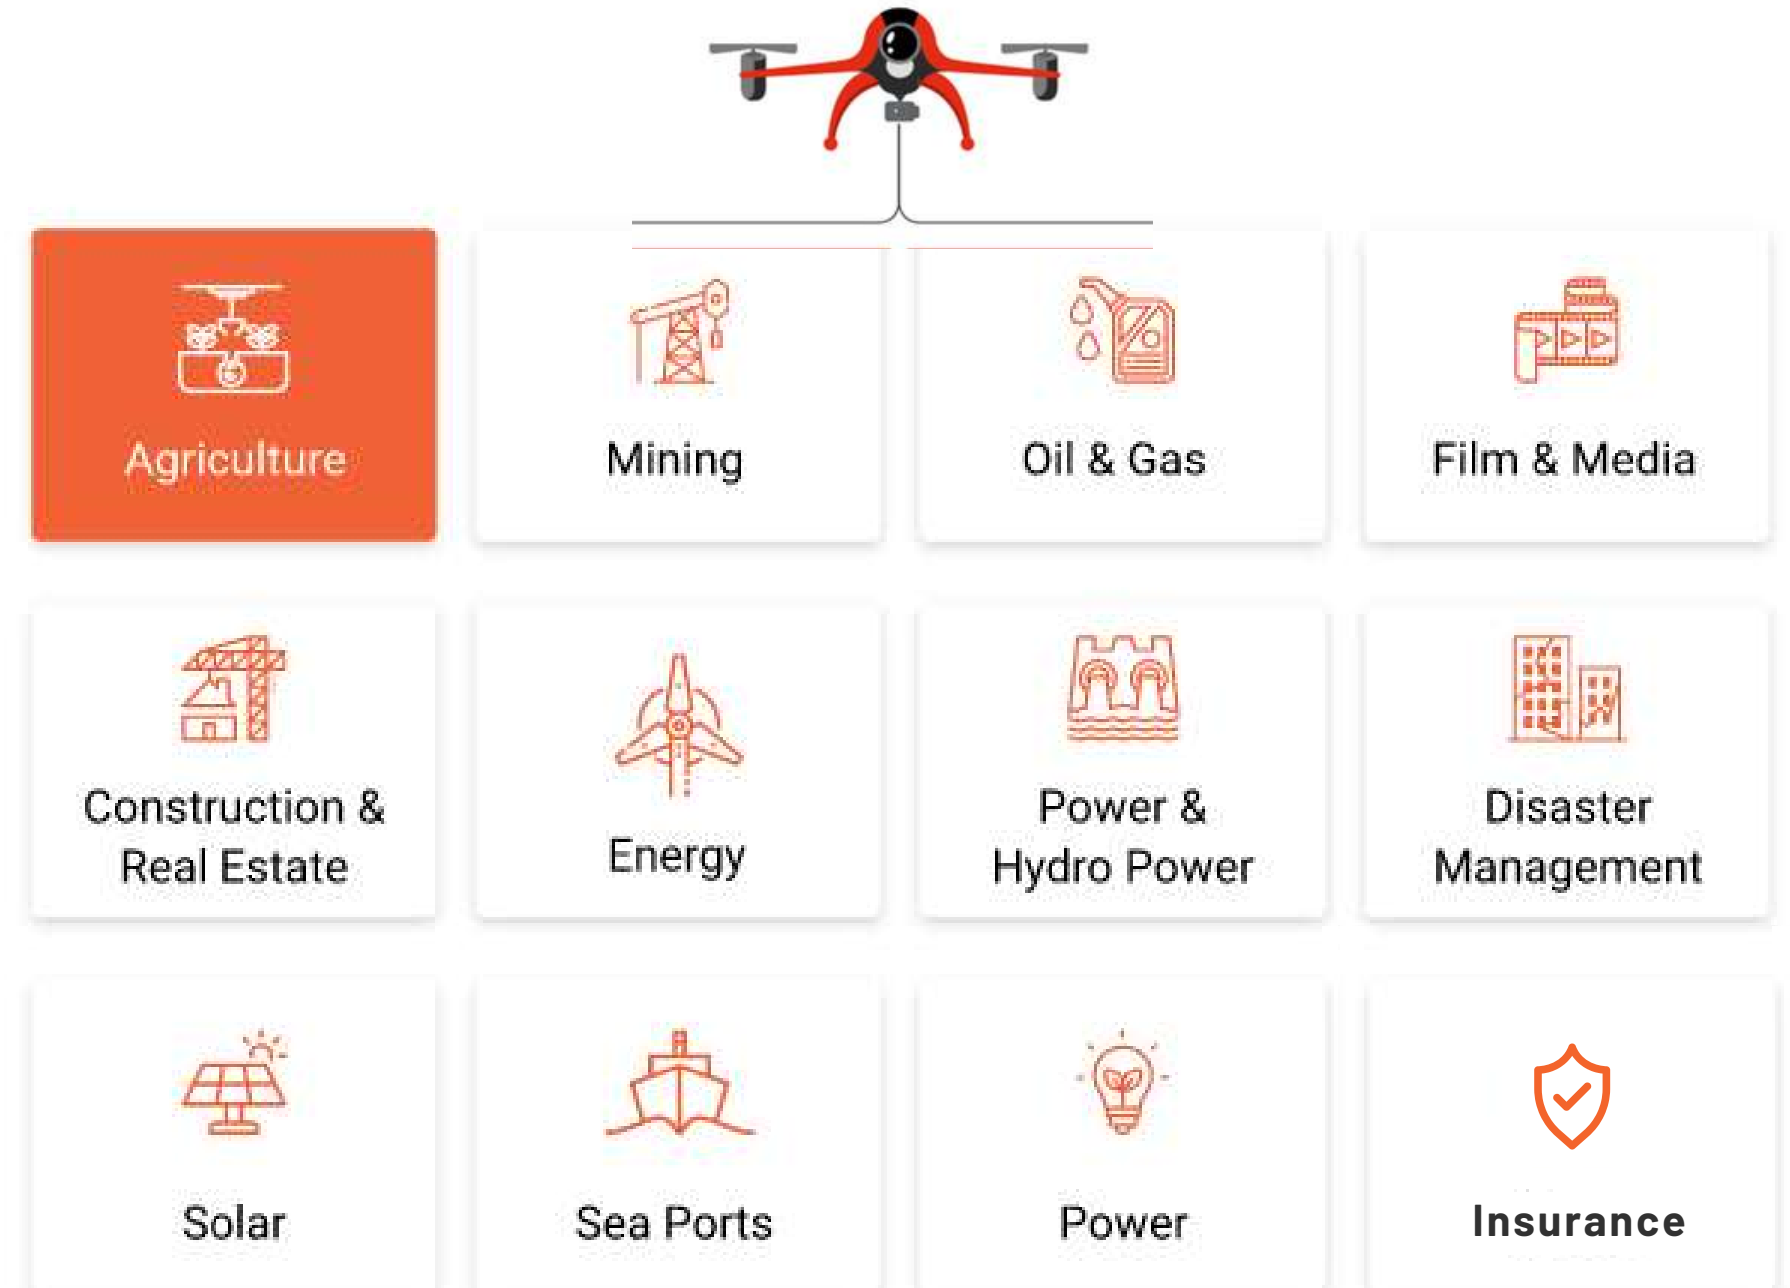 Agriculture
Mining
Oil & Gas
Film & Media
Construction &
Real Estate
Energy
Power &
Hydro Power
Disaster
Management
Solar
Sea Ports
Power
Insurance